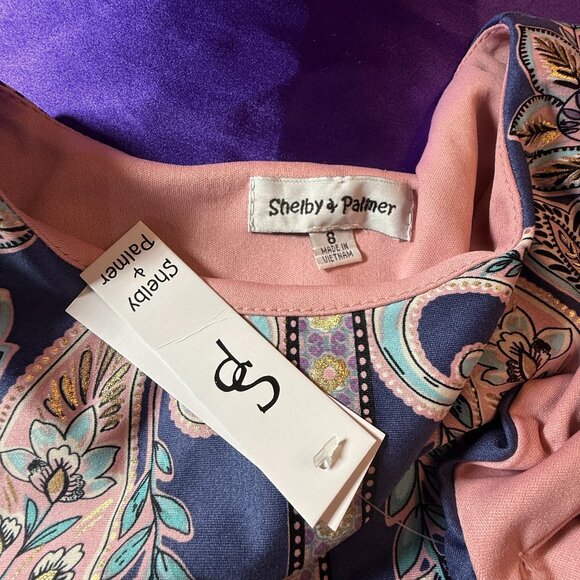 Shelby & Palmer
8
MADE IN
VIETNAM
Shelby
&
Palmer
SP